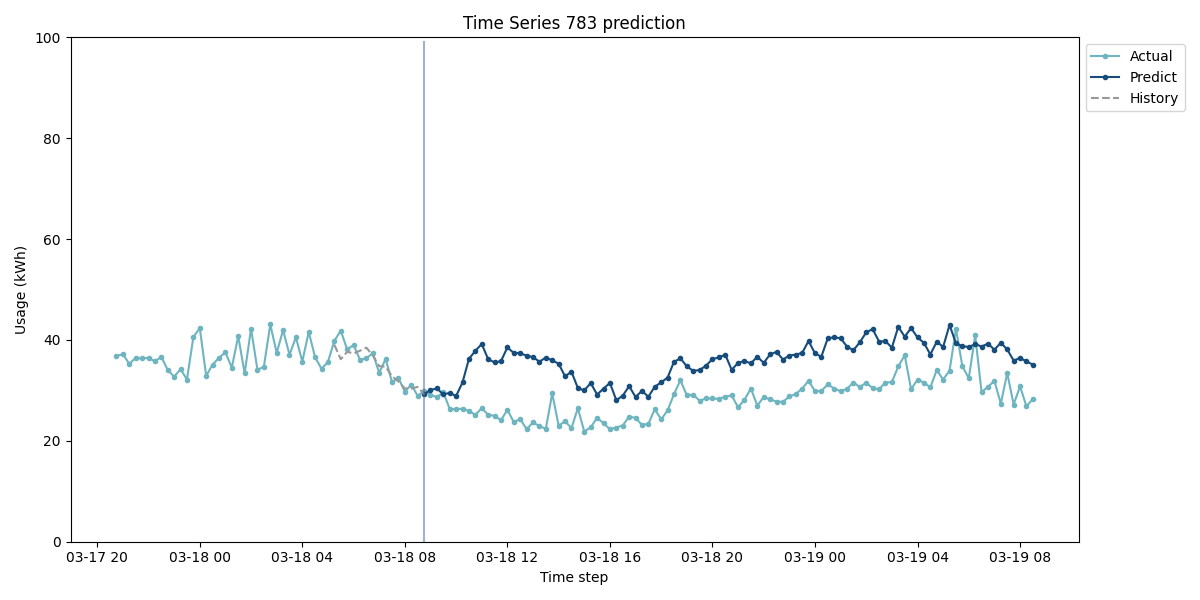 Time Series 783 prediction
100
80
60
40
20
0
Usage (kWh)
03-17 20
03-18 00
03-18 04
03-18 08
03-18 12
03-18 16
03-18 20
03-19 00
03-19 04
03-19 08
Time step
Actual
Predict
History